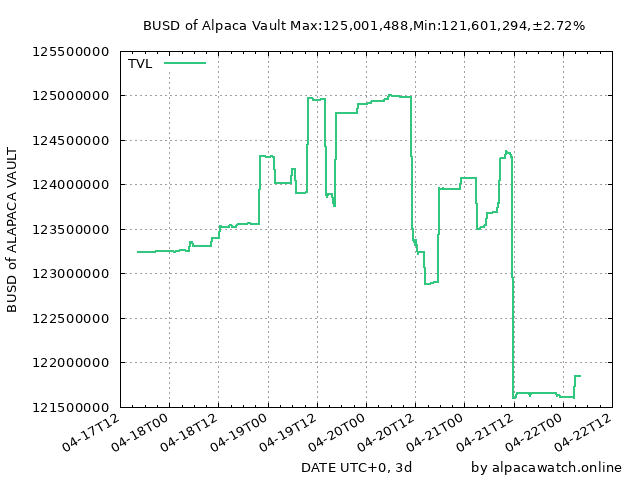 BUSD of Alpaca Vault Max:125,001,488,Min:121,601,294,±2.72%
TVL
125500000
125000000
124500000
124000000
123500000
123000000
122500000
122000000
121500000
BUSD of ALAPACA VAULT
04-17T12
04-18T00
04-18T12
04-19T00
04-19T12
04-20T00
04-20T12
04-21T00
04-21T12
04-22T00
04-22T12
DATE UTC+0, 3d
by alpacawatch.online